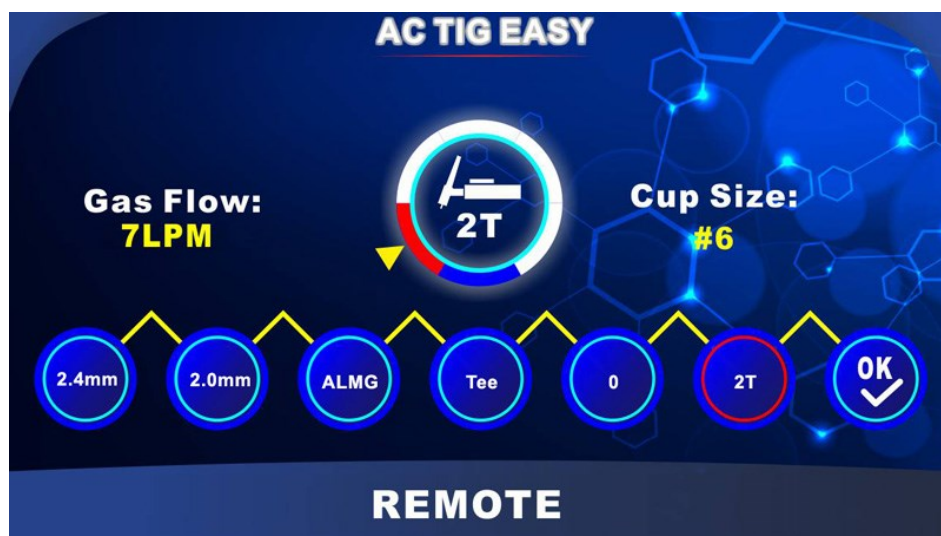 AC TIG EASY
Gas Flow:
7LPM
2T
Cup Size:
#6
2.4mm
2.0mm
ALMG
Tee
0
2T
OK
REMOTE